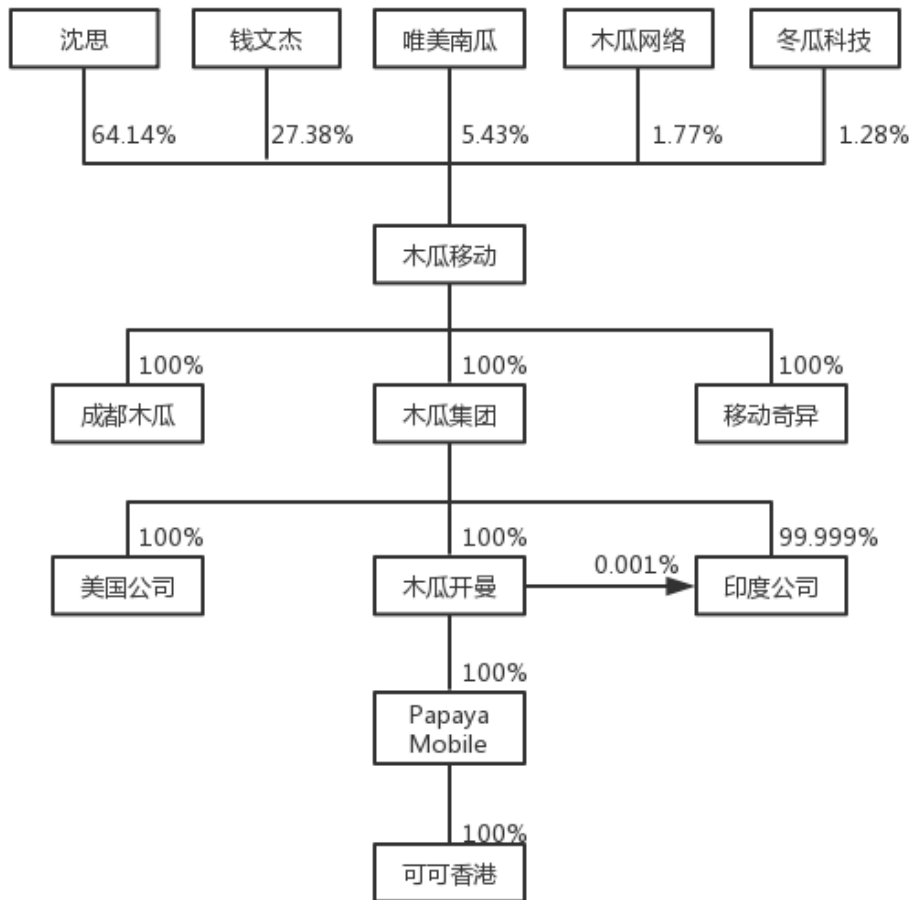 沈思
钱文杰
唯美南瓜
木瓜网络
冬瓜科技
64.14%
27.38%
5.43%
1.77%
1.28%
木瓜移动
100%
100%
100%
成都木瓜
木瓜集团
移动奇异
100%
100%
99.999%
美国公司
木瓜开曼
0.001%
印度公司
100%
Papaya
Mobile
100%
可可香港